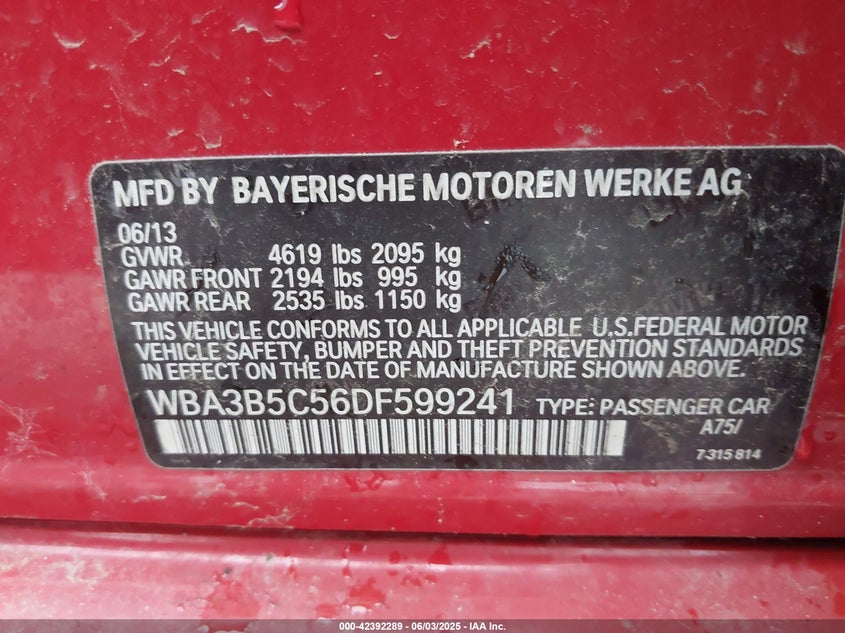 MFD BY BAYERISCHE MOTOREN WERKE AG
06/13
GVWR 4619 lbs 2095 kg
GAWR FRONT 2194 lbs 995 kg
GAWR REAR 2535 lbs 1150 kg
THIS VEHICLE CONFORMS TO ALL APPLICABLE U.S.FEDERAL MOTOR
VEHICLE SAFETY, BUMPER AND THEFT PREVENTION STANDARDS
IN EFFECT ON THE DATE OF MANUFACTURE SHOWN ABOVE.
WBA3B5C56DF599241 TYPE: PASSENGER CAR
A75/
7 315 814
000-42392289 - 06/03/2025 - IAA Inc.